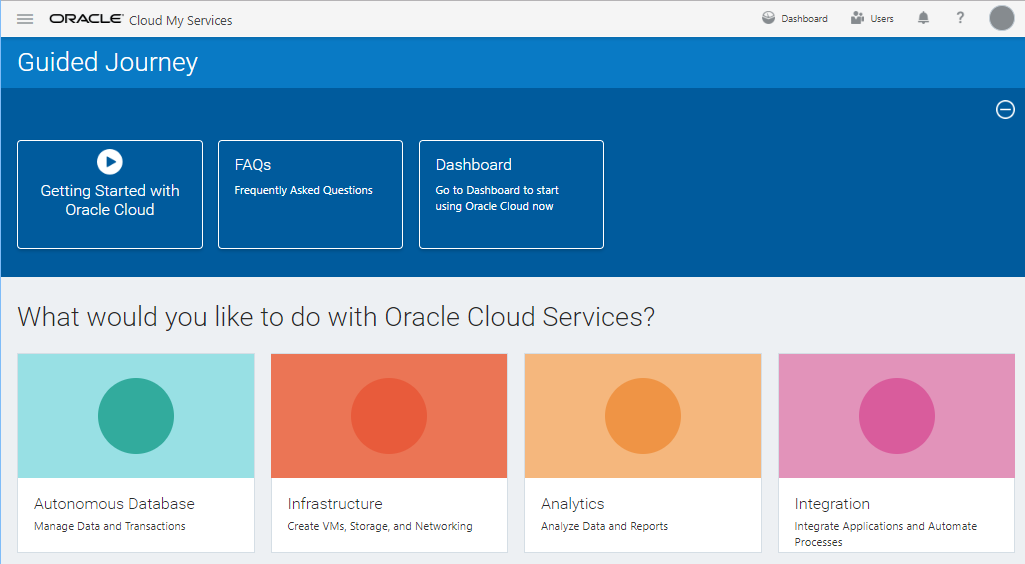 ORACLE Cloud My Services
Dashboard
Users
?
Guided Journey
Getting Started with
Oracle Cloud
FAQs
Frequently Asked Questions
Dashboard
Go to Dashboard to start
using Oracle Cloud now
What would you like to do with Oracle Cloud Services?
Autonomous Database
Manage Data and Transactions
Infrastructure
Create VMs, Storage, and Networking
Analytics
Analyze Data and Reports
Integration
Integrate Applications and Automate
Processes